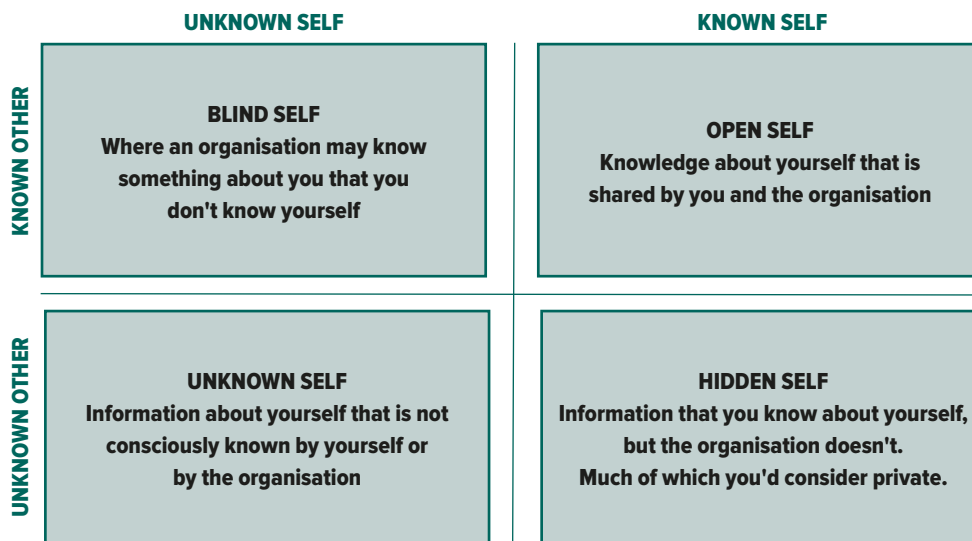 UNKNOWN SELF
KNOWN SELF
KNOWN OTHER
BLIND SELF
Where an organisation may know
something about you that you
don't know yourself
OPEN SELF
Knowledge about yourself that is
shared by you and the organisation
UNKNOWN OTHER
UNKNOWN SELF
Information about yourself that is not
consciously known by yourself or
by the organisation
HIDDEN SELF
Information that you know about yourself,
but the organisation doesn't.
Much of which you'd consider private.